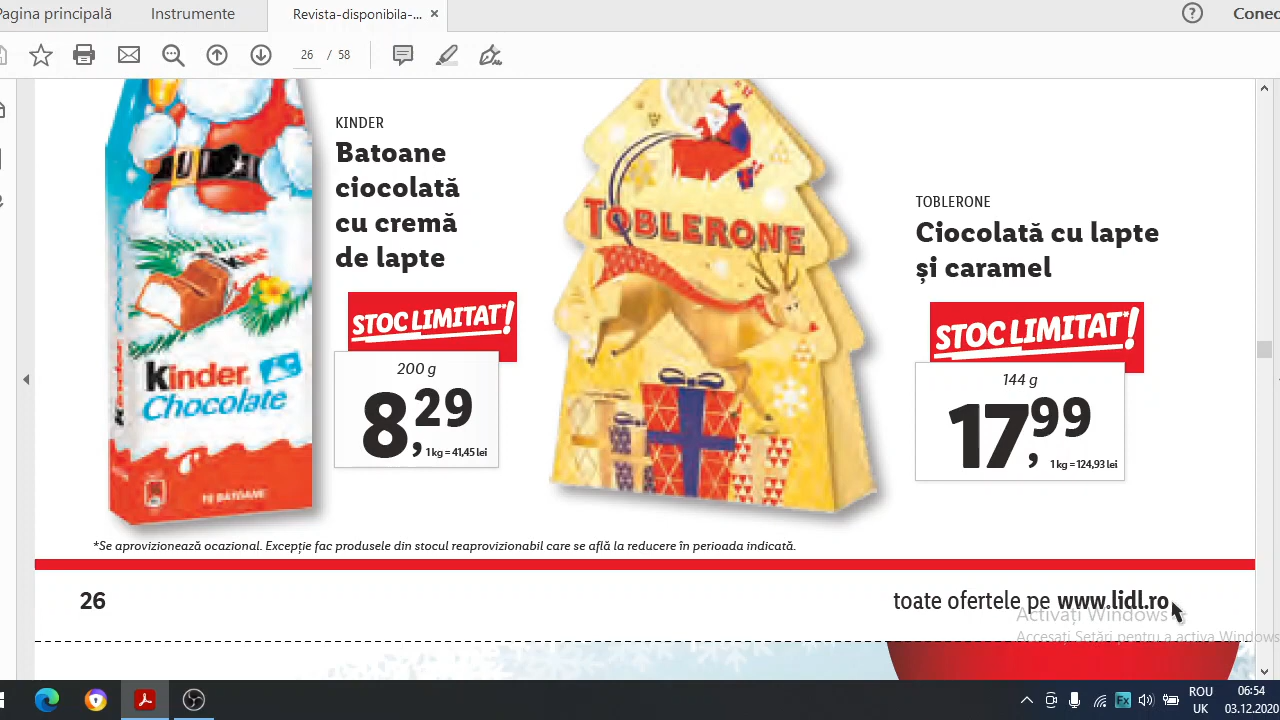 Pagina principală
Instrumente
Revista-disponibila-... ×
Conec
26 / 58
KINDER
Batoane
ciocolată
cu cremă
de lapte
STOC LIMITAT*!
200 g
8,29
1 kg = 41,45 lei
Kinder
Chocolate
10 BATOANE
TOBLERONE
TOBLERONE
Ciocolată cu lapte
și caramel
STOC LIMITAT*!
144 g
17,99
1 kg = 124,93 lei
*Se aprovizionează ocazional. Excepție fac produsele din stocul reaprovizionabil care se află la reducere în perioada indicată.
26
toate ofertele pe www.lidl.ro
Activați Windows
Accesați Setări pentru a activa Windows
ROU
UK
06:54
03.12.2020